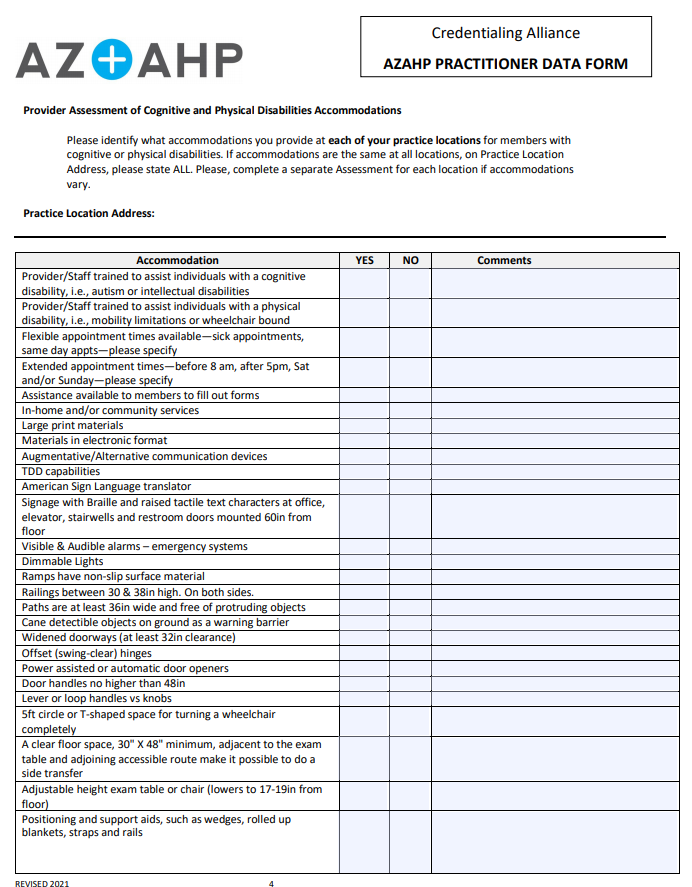 AZ+AHP
Credentialing Alliance
AZAHP PRACTITIONER DATA FORM
Provider Assessment of Cognitive and Physical Disabilities Accommodations
Please identify what accommodations you provide at each of your practice locations for members with
cognitive or physical disabilities. If accommodations are the same at all locations, on Practice Location
Address, please state ALL. Please, complete a separate Assessment for each location if accommodations
vary.
Practice Location Address:
Accommodation YES NO Comments
Provider/Staff trained to assist individuals with a cognitive
disability, i.e., autism or intellectual disabilities
Provider/Staff trained to assist individuals with a physical
disability, i.e., mobility limitations or wheelchair bound
Flexible appointment times available—sick appointments,
same day appts—please specify
Extended appointment times—before 8 am, after 5pm, Sat
and/or Sunday—please specify
Assistance available to members to fill out forms
In-home and/or community services
Large print materials
Materials in electronic format
Augmentative/Alternative communication devices
TDD capabilities
American Sign Language translator
Signage with Braille and raised tactile text characters at office,
elevator, stairwells and restroom doors mounted 60in from
floor
Visible & Audible alarms – emergency systems
Dimmable Lights
Ramps have non-slip surface material
Railings between 30 & 38in high. On both sides.
Paths are at least 36in wide and free of protruding objects
Cane detectible objects on ground as a warning barrier
Widened doorways (at least 32in clearance)
Offset (swing-clear) hinges
Power assisted or automatic door openers
Door handles no higher than 48in
Lever or loop handles vs knobs
5ft circle or T-shaped space for turning a wheelchair
completely
A clear floor space, 30" X 48" minimum, adjacent to the exam
table and adjoining accessible route make it possible to do a
side transfer
Adjustable height exam table or chair (lowers to 17-19in from
floor)
Positioning and support aids, such as wedges, rolled up
blankets, straps and rails
REVISED 2021 4